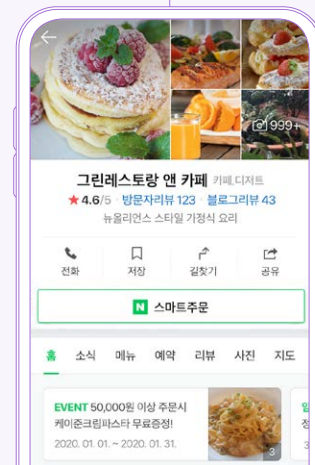 999+
그린레스토랑 앤 카페 카페,디저트
★4.6/5 · 방문자리뷰 123 · 블로그리뷰 43
뉴올리언스 스타일 가정식 요리
전화 저장 길찾기 공유
N 스마트주문
홈 소식 메뉴 예약 리뷰 사진 지도
EVENT 50,000원 이상 주문시
케이준크림파스타 무료증정!
2020. 01. 01. ~ 2020. 01. 31.
3